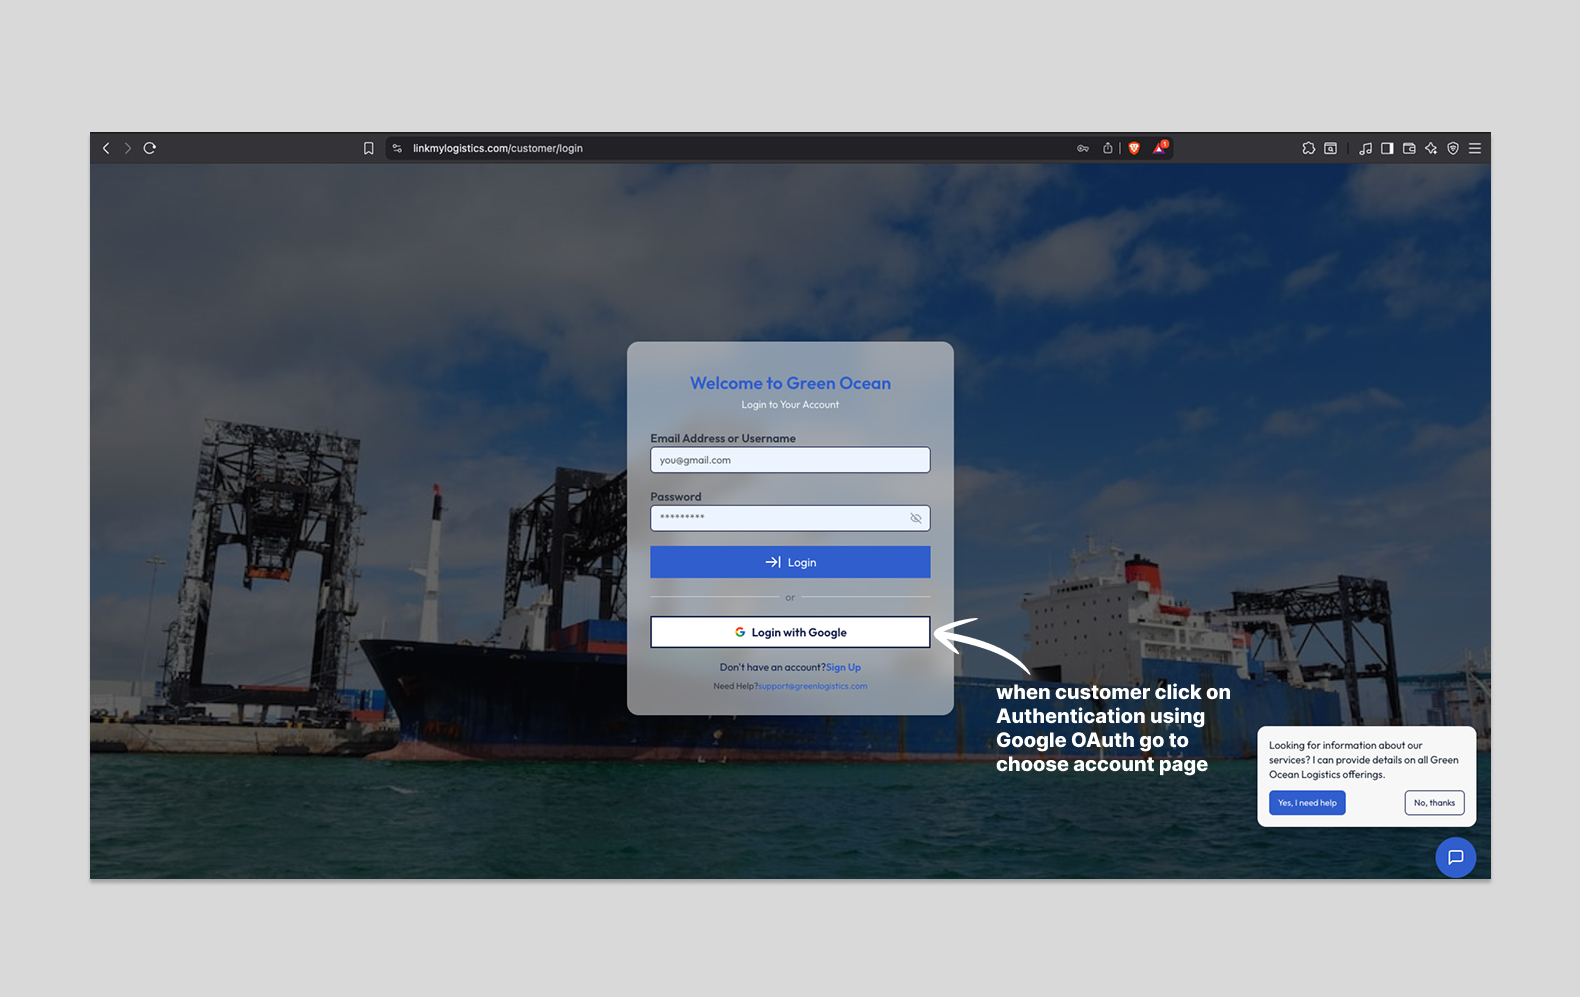 linkmylogistics.com/customer/login
1
Welcome to Green Ocean
Login to Your Account
Email Address or Username
you@gmail.com
Password
*********
Login
or
Login with Google
Don't have an account?Sign Up
Need Help?support@greenlogistics.com
when customer click on
Authentication using
Google OAuth go to
choose account page
Looking for information about our
services? I can provide details on all Green
Ocean Logistics offerings.
Yes, I need help
No, thanks